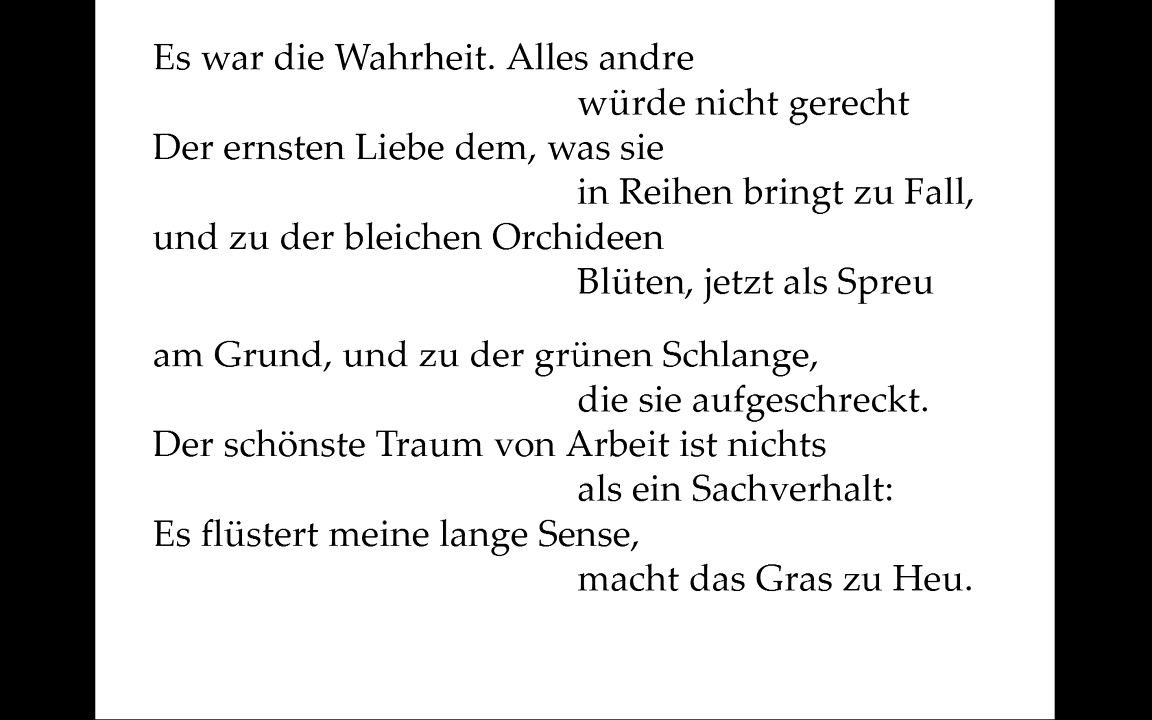 Es war die Wahrheit. Alles andre
würde nicht gerecht
Der ernsten Liebe dem, was sie
in Reihen bringt zu Fall,
und zu der bleichen Orchideen
Blüten, jetzt als Spreu
am Grund, und zu der grünen Schlange,
die sie aufgeschreckt.
Der schönste Traum von Arbeit ist nichts
als ein Sachverhalt:
Es flüstert meine lange Sense,
macht das Gras zu Heu.